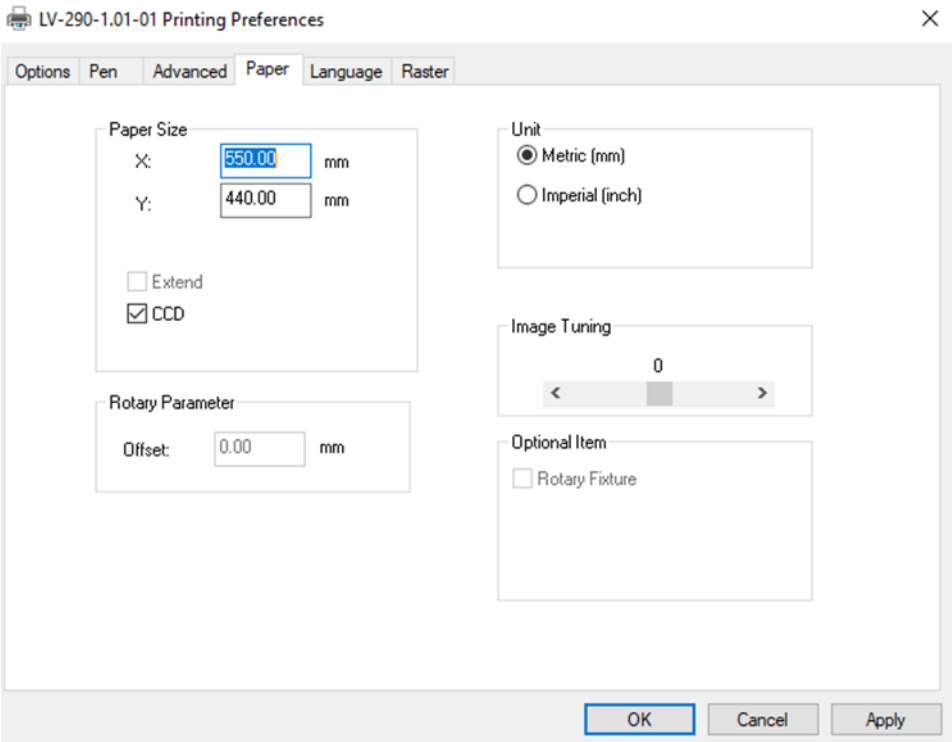 LV-290-1.01-01 Printing Preferences
Options Pen Advanced Paper Language Raster
Paper Size
X: 550.00 mm
Y: 440.00 mm
Extend
CCD
Rotary Parameter
Offset: 0.00 mm
Unit
Metric (mm)
Imperial (inch)
Image Tuning
0
Optional Item
Rotary Fixture
OK Cancel Apply